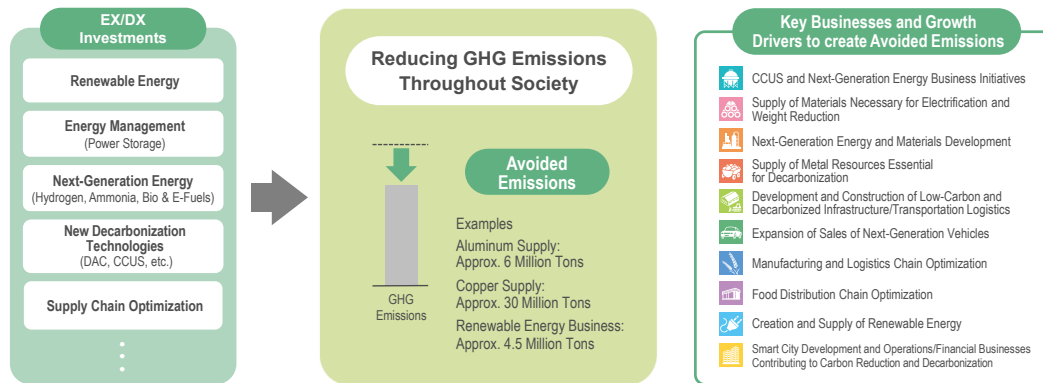 EX/DX
Investments
Renewable Energy
Energy Management
(Power Storage)
Next-Generation Energy
(Hydrogen, Ammonia, Bio & E-Fuels)
New Decarbonization
Technologies
(DAC, CCUS, etc.)
Supply Chain Optimization
Reducing GHG Emissions
Throughout Society
GHG
Emissions
Avoided
Emissions
Examples
Aluminum Supply:
Approx. 6 Million Tons
Copper Supply:
Approx. 30 Million Tons
Renewable Energy Business:
Approx. 4.5 Million Tons
Key Businesses and Growth
Drivers to create Avoided Emissions
CCUS and Next-Generation Energy Business Initiatives
Supply of Materials Necessary for Electrification and
Weight Reduction
Next-Generation Energy and Materials Development
Supply of Metal Resources Essential
for Decarbonization
Development and Construction of Low-Carbon and
Decarbonized Infrastructure/Transportation Logistics
Expansion of Sales of Next-Generation Vehicles
Manufacturing and Logistics Chain Optimization
Food Distribution Chain Optimization
Creation and Supply of Renewable Energy
Smart City Development and Operations/Financial Businesses
Contributing to Carbon Reduction and Decarbonization